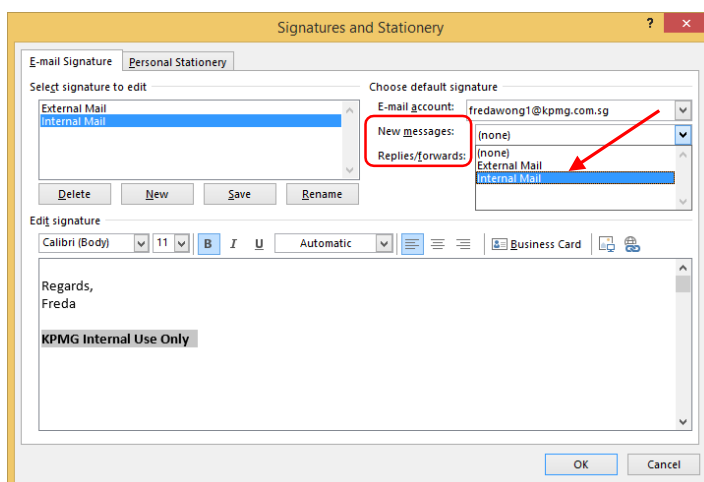 Signatures and Stationery
? ×
E-mail Signature Personal Stationery
Select signature to edit
Choose default signature
External Mail
Internal Mail
E-mail account: fredawong1@kpmg.com.sg
New messages: (none)
Replies/forwards: (none)
External Mail
Internal Mail
Delete New Save Rename
Edit signature
Calibri (Body) 11 B I U Automatic Business Card
Regards,
Freda
KPMG Internal Use Only
OK Cancel